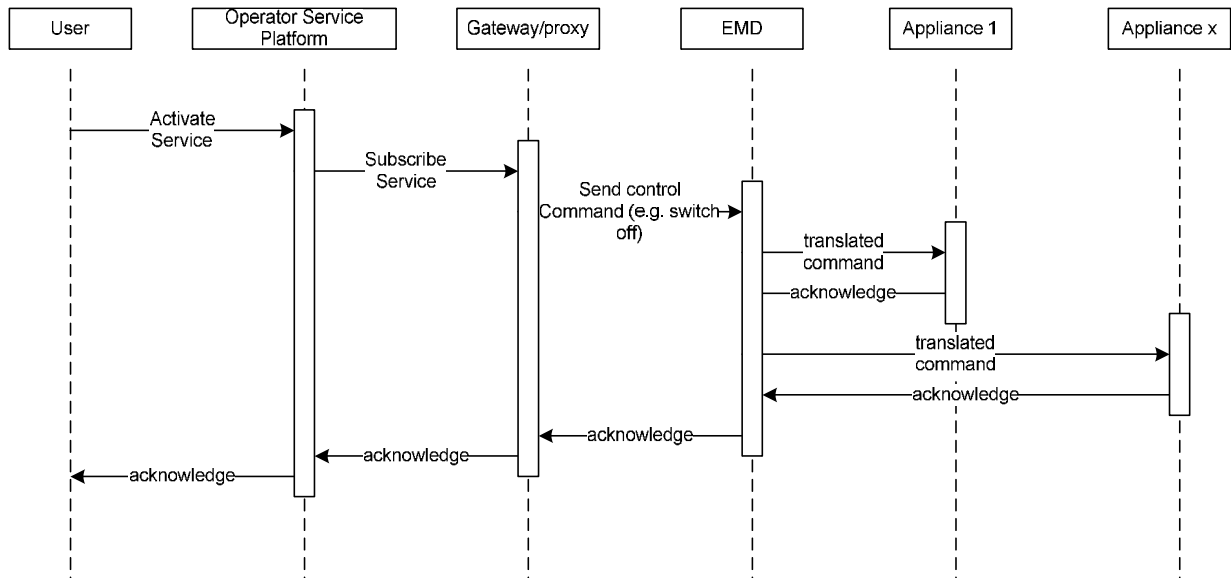 User
Operator Service
Platform
Gateway/proxy
EMD
Appliance 1
Appliance x
Activate
Service
Subscribe
Service
Send control
Command (e.g. switch
off)
translated
command
acknowledge
translated
command
acknowledge
acknowledge
acknowledge
acknowledge